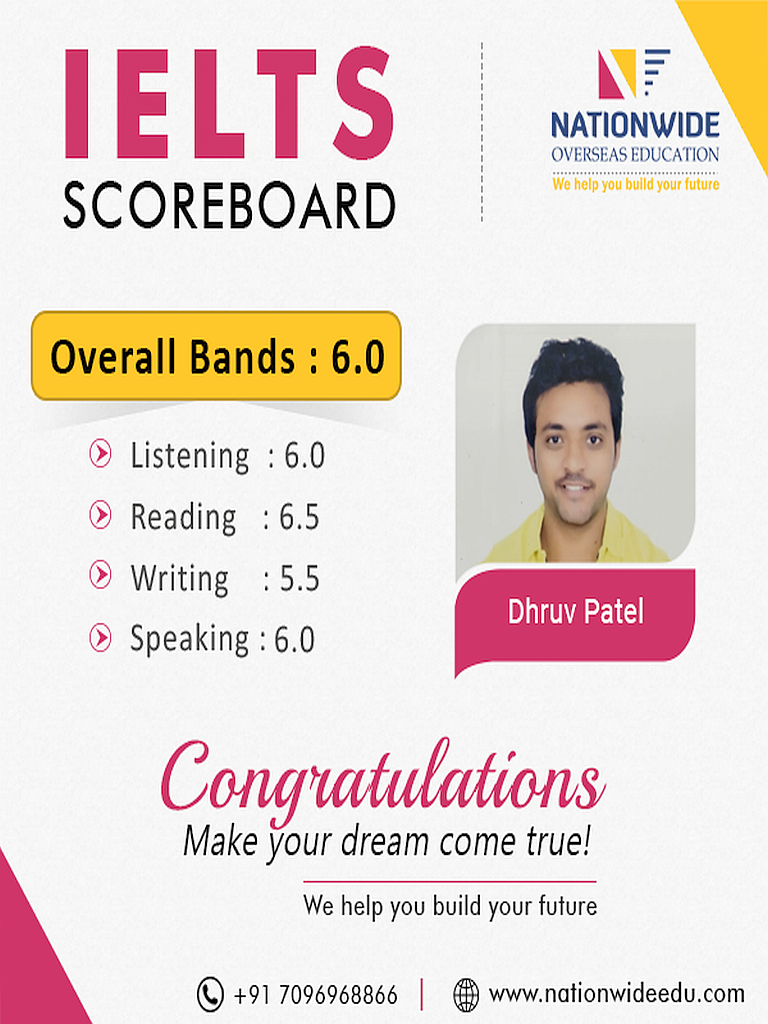 IELTS
SCOREBOARD
NATIONWIDE
OVERSEAS EDUCATION
We help you build your future
Overall Bands : 6.0
Listening : 6.0
Reading : 6.5
Writing : 5.5
Speaking : 6.0
Dhruv Patel
Congratulations
Make your dream come true!
We help you build your future
+91 7096968866 | www.nationwideedu.com